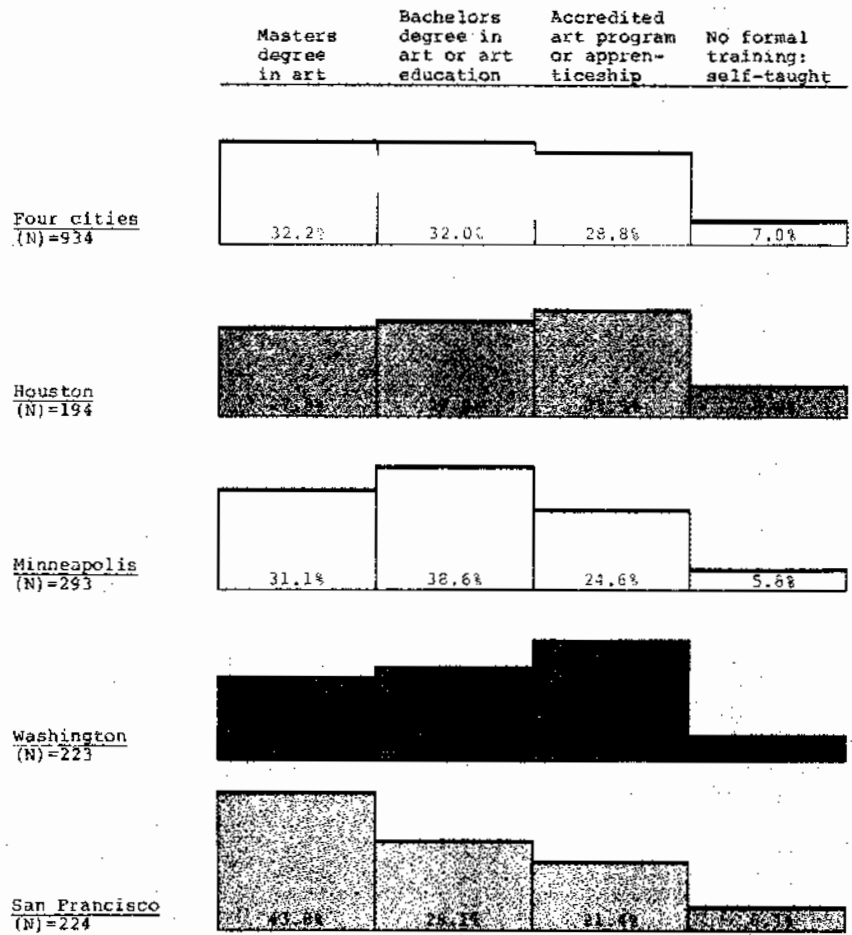 Masters
degree
in art
Bachelors
degree in
art or art
education
Accredited
art program
or appren-
ticeship
No formal
training:
self-taught
Four cities
(N)=934
32.2%
32.0%
28.8%
7.0%
Houston
(N)=194
Minneapolis
(N)=293
31.1%
38.6%
24.6%
5.8%
Washington
(N)=223
San Francisco
(N)=224
43.8%